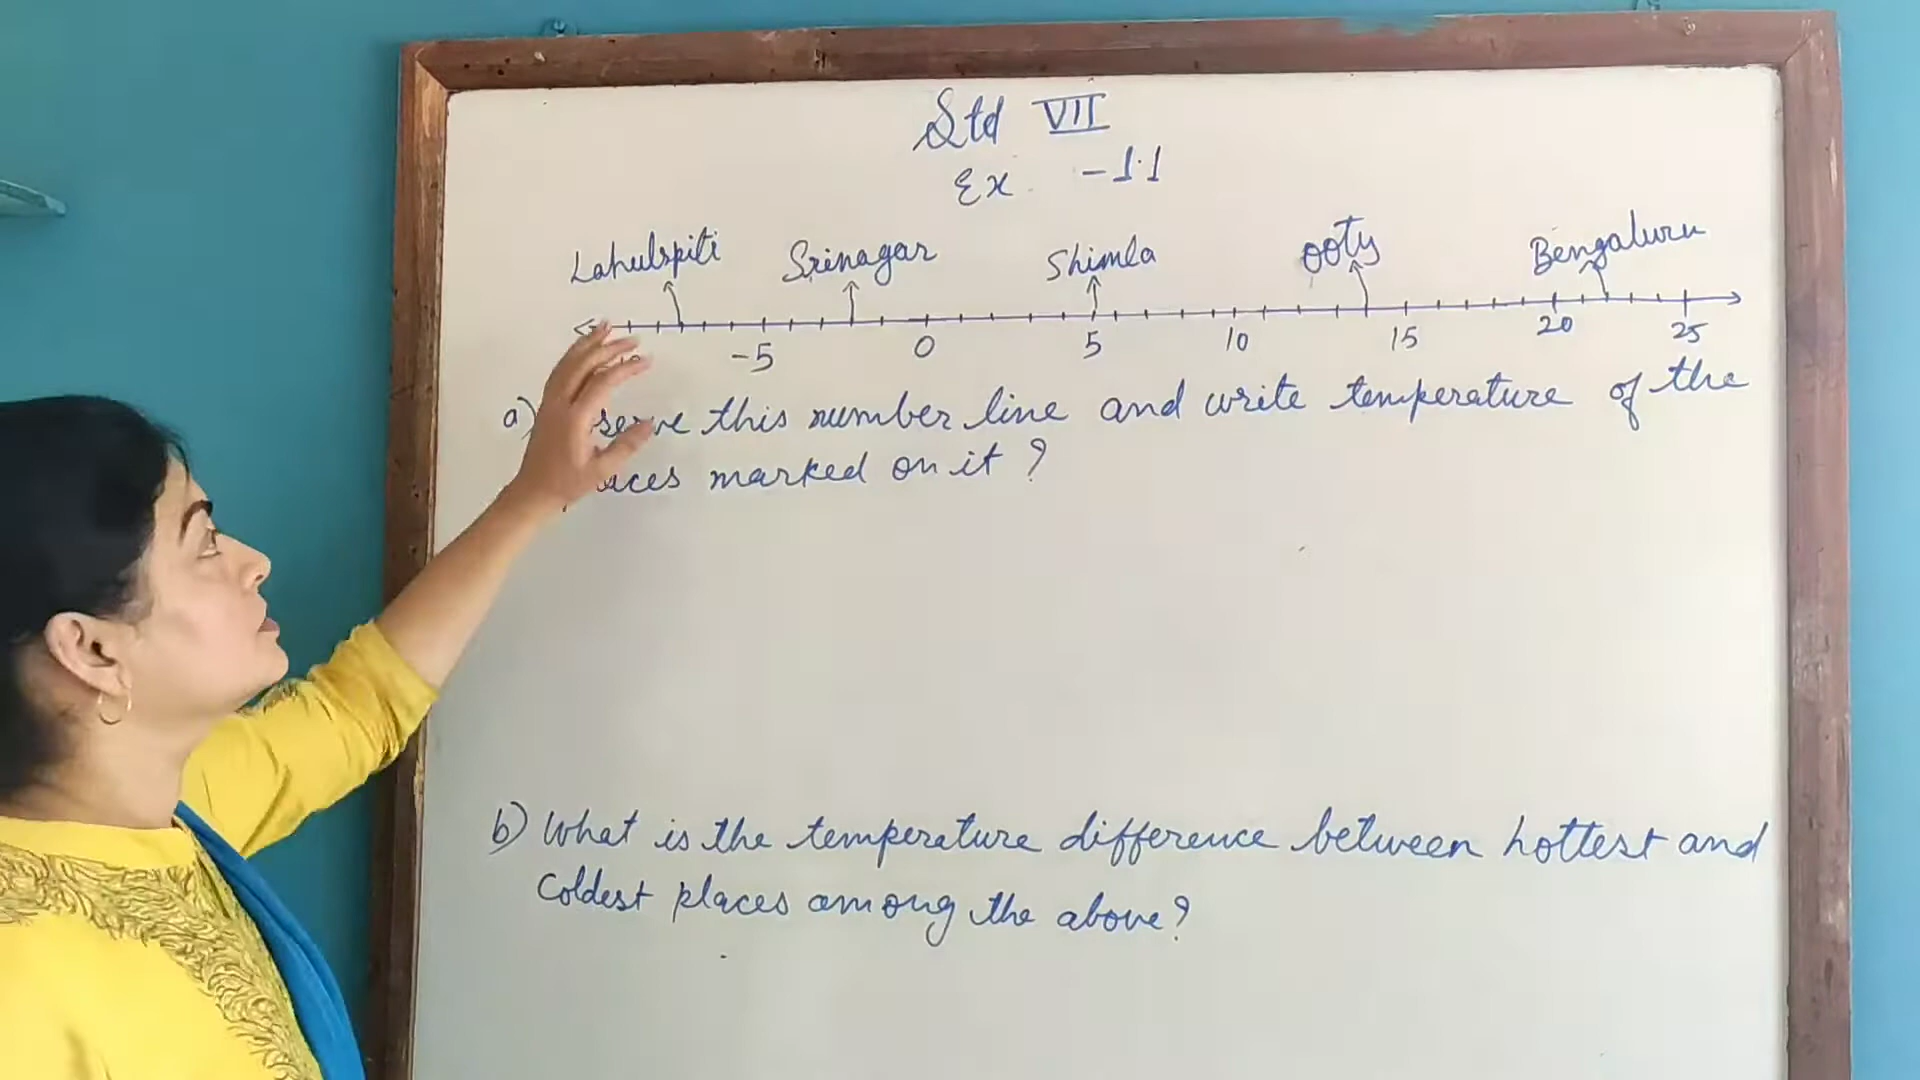 Std VII
Ex - 1.1
Lahulspiti Srinagar Shimla OOTy Bengaluru
-5 0 5 10 15 20 25
a) this number line and write temperature of the
marked on it ?
b) What is the temperature difference between hottest and
coldest places among the above ?